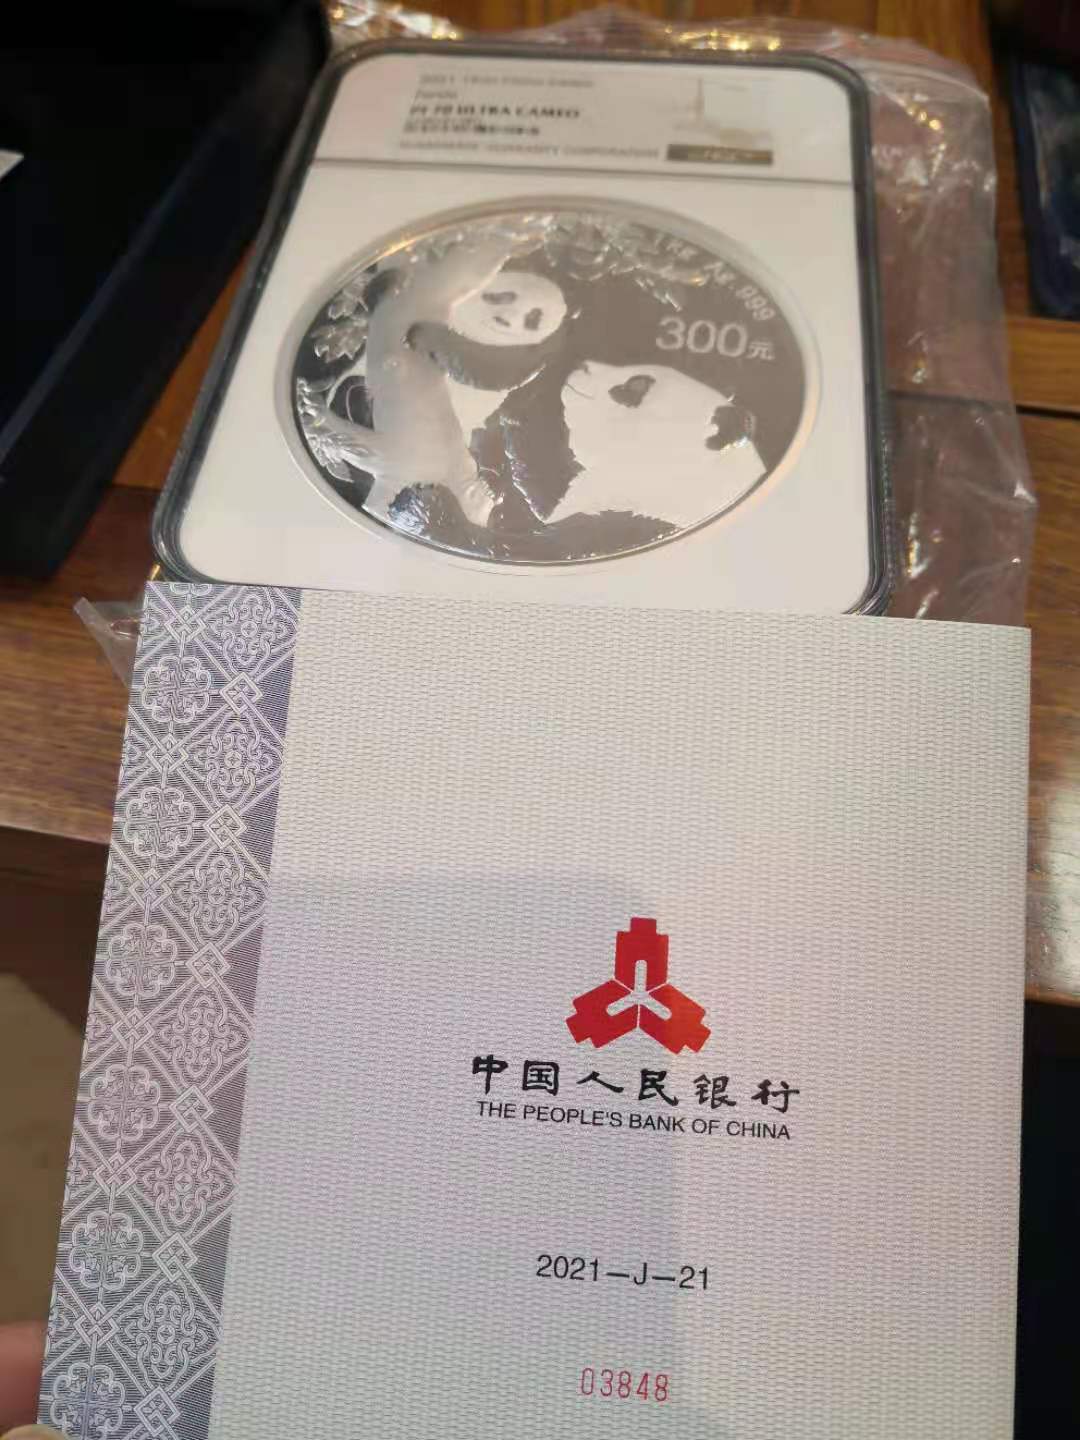 PF 70 ULTRA CAMEO
1kg Ag.999
300元
中国人民银行
THE PEOPLE'S BANK OF CHINA
2021—J—21
03848